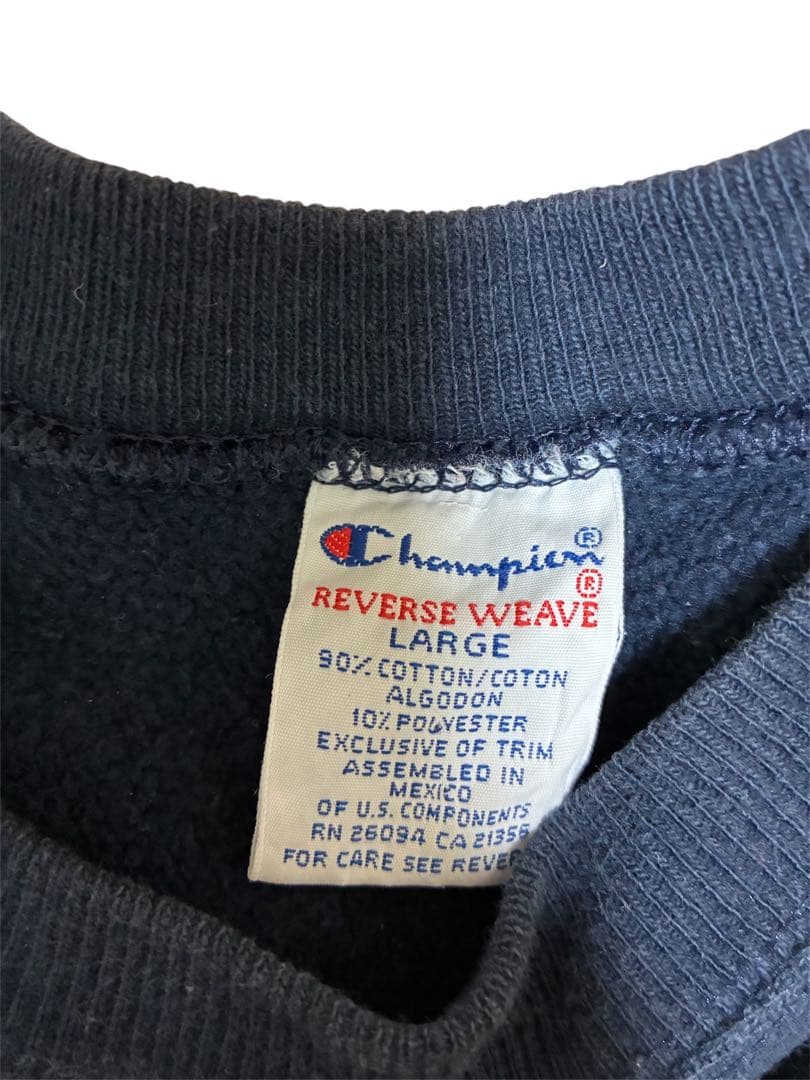 Champion®
REVERSE WEAVE®
LARGE
90% COTTON/COTON
ALGODON
10% POLYESTER
EXCLUSIVE OF TRIM
ASSEMBLED IN
MEXICO
OF U.S. COMPONENTS
RN 26094 CA 21356
FOR CARE SEE